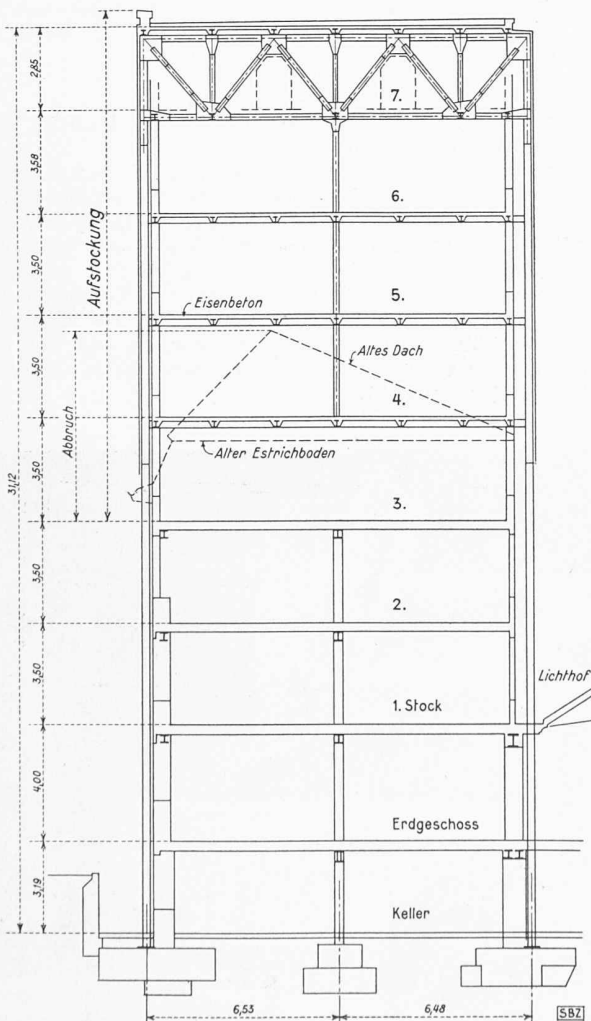 2,85
7.
3,58
6.
Aufstockung
3,50
5.
Eisenbeton
Altes Dach
3,50
4.
Abbruch
Alter Estrichboden
31,12
3,50
3.
3,50
2.
3,50
Lichthof
1. Stock
4,00
Erdgeschoss
3,19
Keller
6,53
6,48
SBZ